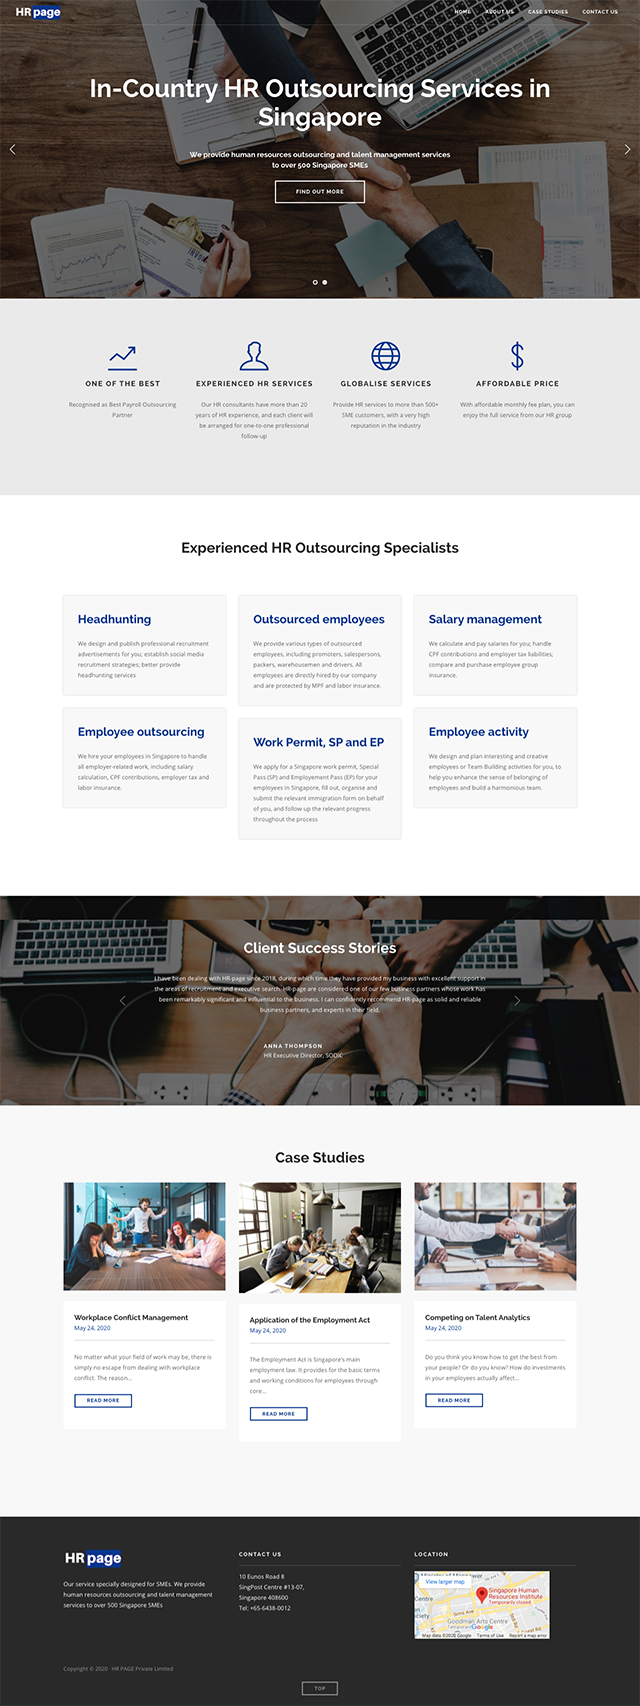 HR page
HOME ABOUT US CASE STUDIES CONTACT US
In-Country HR Outsourcing Services in
Singapore
We provide human resources outsourcing and talent management services
to over 500 Singapore SMEs
FIND OUT MORE
ONE OF THE BEST
Recognised as Best Payroll Outsourcing
Partner
EXPERIENCED HR SERVICES
Our HR consultants have more than 20
years of HR experience, and each client will
be arranged for one-to-one professional
follow-up
GLOBALISE SERVICES
Provide HR services to more than 500+
SME customers, with a very high
reputation in the industry
AFFORDABLE PRICE
With affordable monthly fee plan, you can
enjoy the full service from our HR group
Experienced HR Outsourcing Specialists
Headhunting
We design and publish professional recruitment
advertisements for you; establish social media
recruitment strategies; better provide
headhunting services
Outsourced employees
We provide various types of outsourced
employees, including promoters, salespersons,
packers, warehousemen and drivers. All
employees are directly hired by our company
and are protected by MPF and labor insurance.
Salary management
We calculate and pay salaries for you; handle
CPF contributions and employer tax liabilities;
compare and purchase employee group
insurance.
Employee outsourcing
We hire your employees in Singapore to handle
all employer-related work, including salary
calculation, CPF contributions, employer tax and
labor insurance.
Work Permit, SP and EP
We apply for a Singapore work permit, Special
Pass (SP) and Employement Pass (EP) for your
employees in Singapore, fill out, organise and
submit the relevant immigration form on behalf
of you, and follow up the relevant progress
throughout the process
Employee activity
We design and plan interesting and creative
employees or Team Building activities for you, to
help you enhance the sense of belonging of
employees and build a harmonious team.
Client Success Stories
I have been dealing with HR-page since 2018, during which time they have provided my business with excellent support in
the areas of recruitment and executive search. HR-page are considered one of our few business partners whose work has
been remarkably significant and influential to the business. I can confidently recommend HR-page as solid and reliable
business partners, and experts in their field.
ANNA THOMPSON
HR Executive Director, SODIC
Case Studies
Workplace Conflict Management
May 24, 2020
No matter what your field of work may be, there is
simply no escape from dealing with workplace
conflict. The reason...
READ MORE
Application of the Employment Act
May 24, 2020
The Employment Act is Singapore's main
employment law. It provides for the basic terms
and working conditions for employees through
core...
READ MORE
Competing on Talent Analytics
May 24, 2020
Do you think you know how to get the best from
your people? Or do you know? How do investments
in your employees actually affect...
READ MORE
HR page
Our service specially designed for SMEs. We provide
human resources outsourcing and talent management
services to over 500 Singapore SMEs
CONTACT US
10 Eunos Road 8
SingPost Centre #13-07,
Singapore 408600
Tel: +65-6438-0012
LOCATION
View larger map
Singapore Human
Resources Institute
Temporarily closed
Centre
Goodman Arts Centre
Temporarily
Google
Map data ©2020 Google Terms of Use Report a map error
Copyright © 2020 · HR PAGE Private Limited
TOP